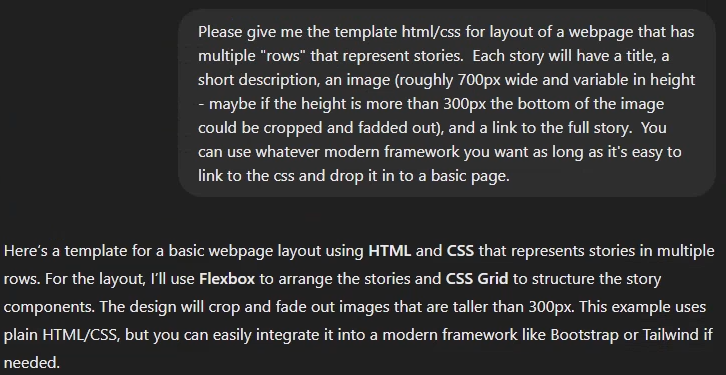 Please give me the template html/css for layout of a webpage that has
multiple "rows" that represent stories.  Each story will have a title, a
short description, an image (roughly 700px wide and variable in height
- maybe if the height is more than 300px the bottom of the image
could be cropped and fadded out), and a link to the full story.  You
can use whatever modern framework you want as long as it's easy to
link to the css and drop it in to a basic page.
Here's a template for a basic webpage layout using HTML and CSS that represents stories in multiple
rows. For the layout, I'll use Flexbox to arrange the stories and CSS Grid to structure the story
components. The design will crop and fade out images that are taller than 300px. This example uses
plain HTML/CSS, but you can easily integrate it into a modern framework like Bootstrap or Tailwind if
needed.